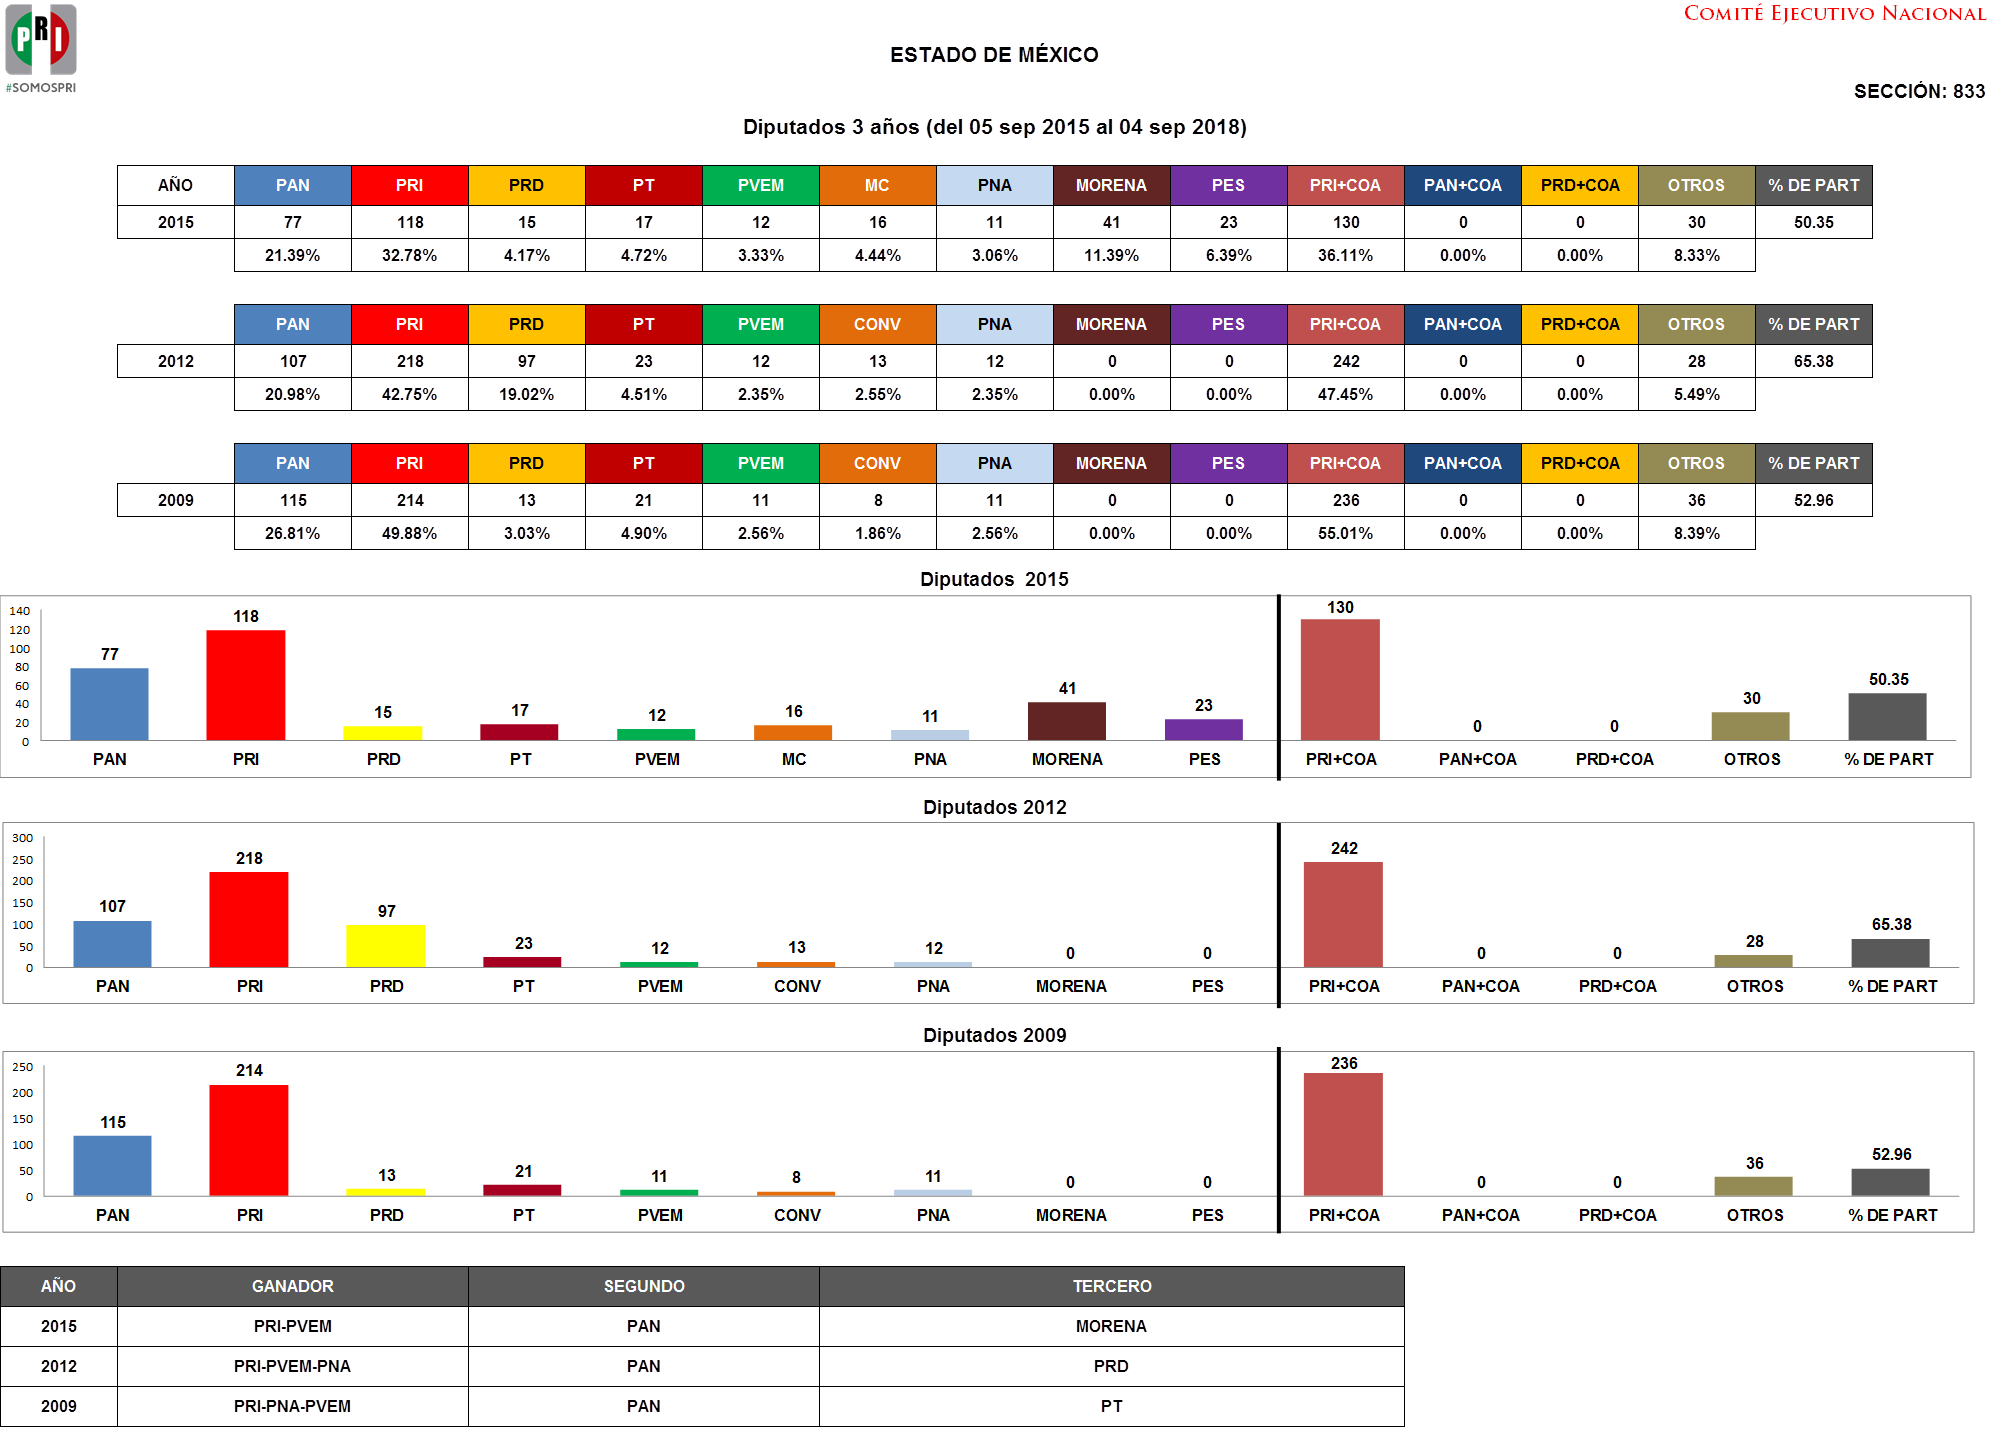 PRI
#SOMOSPRI
COMITÉ EJECUTIVO NACIONAL
ESTADO DE MÉXICO
SECCIÓN: 833
Diputados 3 años (del 05 sep 2015 al 04 sep 2018)
AÑO PAN PRI PRD PT PVEM MC PNA MORENA PES PRI+COA PAN+COA PRD+COA OTROS % DE PART
2015 77 118 15 17 12 16 11 41 23 130 0 0 30 50.35
21.39% 32.78% 4.17% 4.72% 3.33% 4.44% 3.06% 11.39% 6.39% 36.11% 0.00% 0.00% 8.33%
PAN PRI PRD PT PVEM CONV PNA MORENA PES PRI+COA PAN+COA PRD+COA OTROS % DE PART
2012 107 218 97 23 12 13 12 0 0 242 0 0 28 65.38
20.98% 42.75% 19.02% 4.51% 2.35% 2.55% 2.35% 0.00% 0.00% 47.45% 0.00% 0.00% 5.49%
PAN PRI PRD PT PVEM CONV PNA MORENA PES PRI+COA PAN+COA PRD+COA OTROS % DE PART
2009 115 214 13 21 11 8 11 0 0 236 0 0 36 52.96
26.81% 49.88% 3.03% 4.90% 2.56% 1.86% 2.56% 0.00% 0.00% 55.01% 0.00% 0.00% 8.39%
Diputados 2015
140
120
100
80
60
40
20
0
77 118 15 17 12 16 11 41 23 130 0 0 30 50.35
PAN PRI PRD PT PVEM MC PNA MORENA PES PRI+COA PAN+COA PRD+COA OTROS % DE PART
Diputados 2012
300
250
200
150
100
50
0
107 218 97 23 12 13 12 0 0 242 0 0 28 65.38
PAN PRI PRD PT PVEM CONV PNA MORENA PES PRI+COA PAN+COA PRD+COA OTROS % DE PART
Diputados 2009
250
200
150
100
50
0
115 214 13 21 11 8 11 0 0 236 0 0 36 52.96
PAN PRI PRD PT PVEM CONV PNA MORENA PES PRI+COA PAN+COA PRD+COA OTROS % DE PART
AÑO GANADOR SEGUNDO TERCERO
2015 PRI-PVEM PAN MORENA
2012 PRI-PVEM-PNA PAN PRD
2009 PRI-PNA-PVEM PAN PT